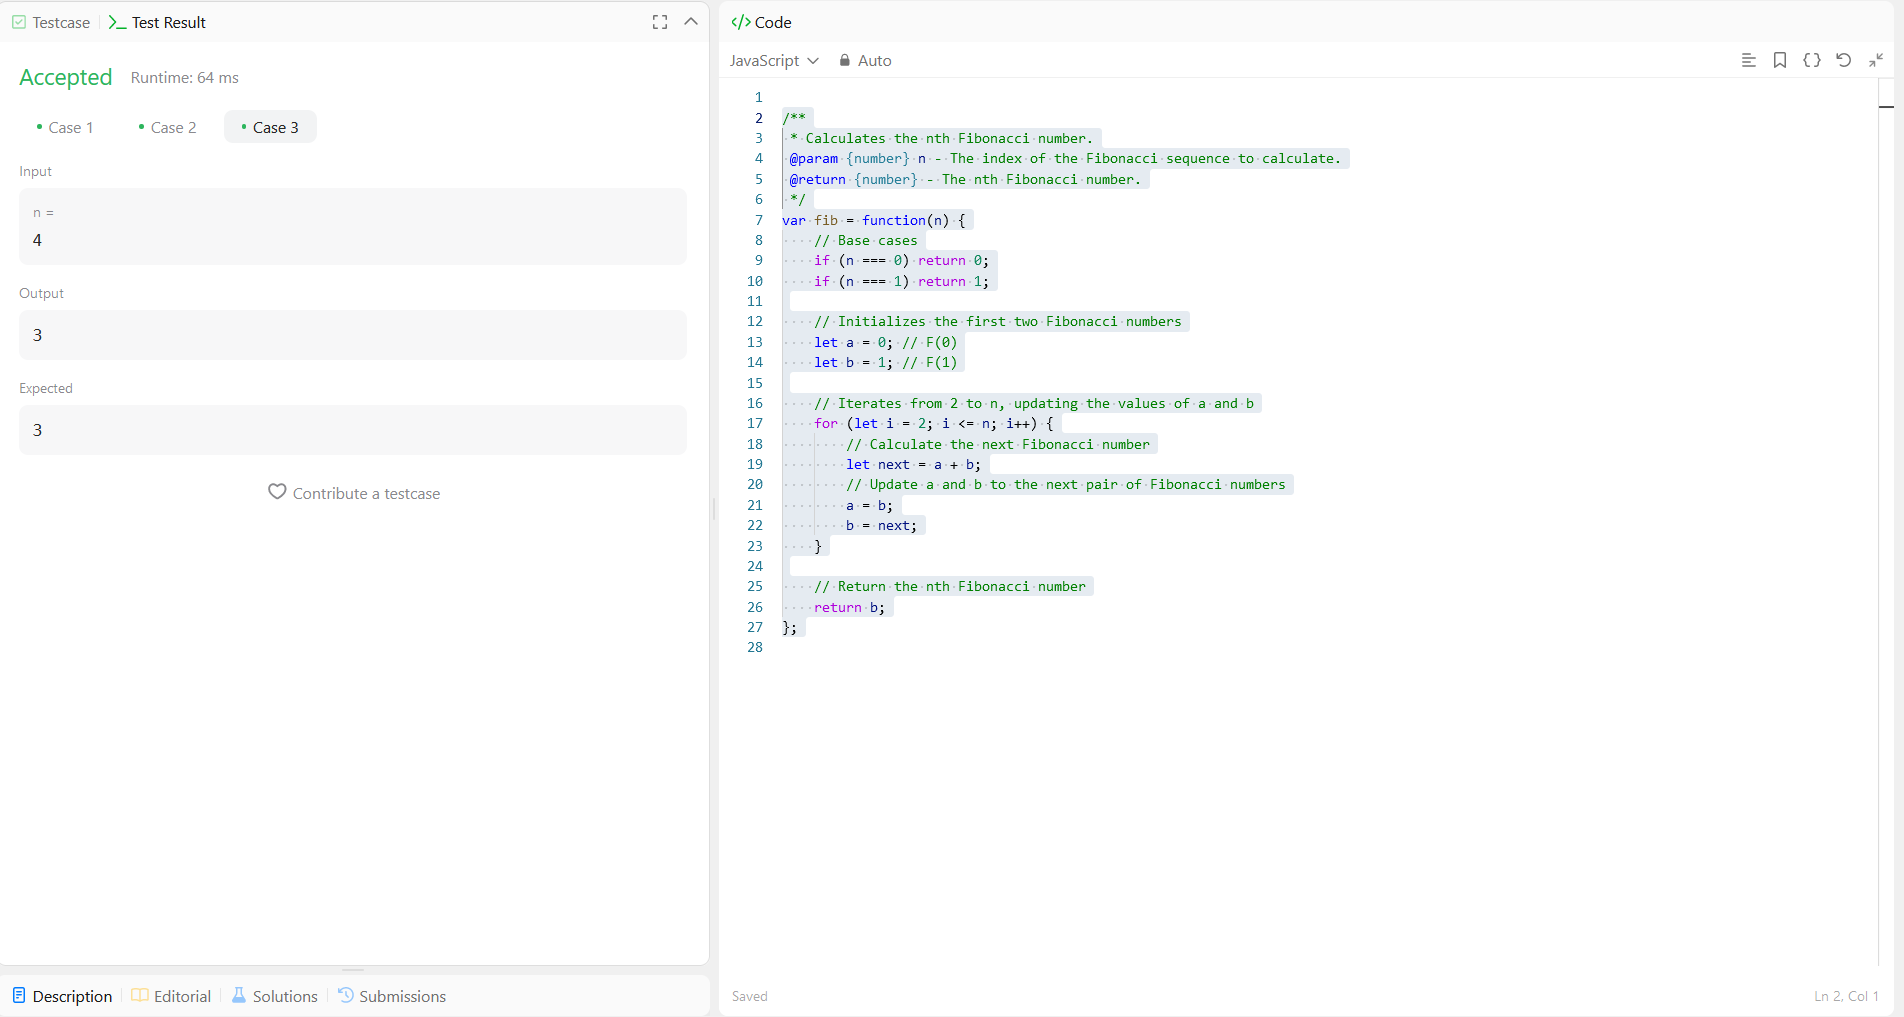 Testcase
Test Result
Accepted Runtime: 64 ms
Case 1 Case 2 Case 3
Input
n =
4
Output
3
Expected
3
Contribute a testcase
Description Editorial Solutions Submissions
</> Code
JavaScript Auto
1
2 /**
3  * Calculates the nth Fibonacci number.
4  @param {number} n - The index of the Fibonacci sequence to calculate.
5  @return {number} - The nth Fibonacci number.
6  */
7 var fib = function(n) {
8     // Base cases
9     if (n === 0) return 0;
10     if (n === 1) return 1;
11
12     // Initializes the first two Fibonacci numbers
13     let a = 0; // F(0)
14     let b = 1; // F(1)
15
16     // Iterates from 2 to n, updating the values of a and b
17     for (let i = 2; i <= n; i++) {
18         // Calculate the next Fibonacci number
19         let next = a + b;
20         // Update a and b to the next pair of Fibonacci numbers
21         a = b;
22         b = next;
23     }
24
25     // Return the nth Fibonacci number
26     return b;
27 };
28
Saved Ln 2, Col 1